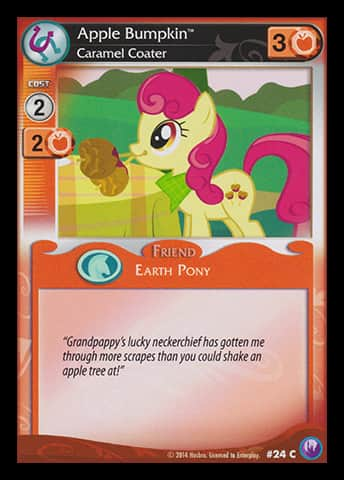 Apple Bumpkin™
Caramel Coater
3
COST
2
2
FRIEND
EARTH PONY
“Grandpappy's lucky neckerchief has gotten me
through more scrapes than you could shake an
apple tree at!”
© 2014 Hasbro. Licensed to Enterplay.
#24 C